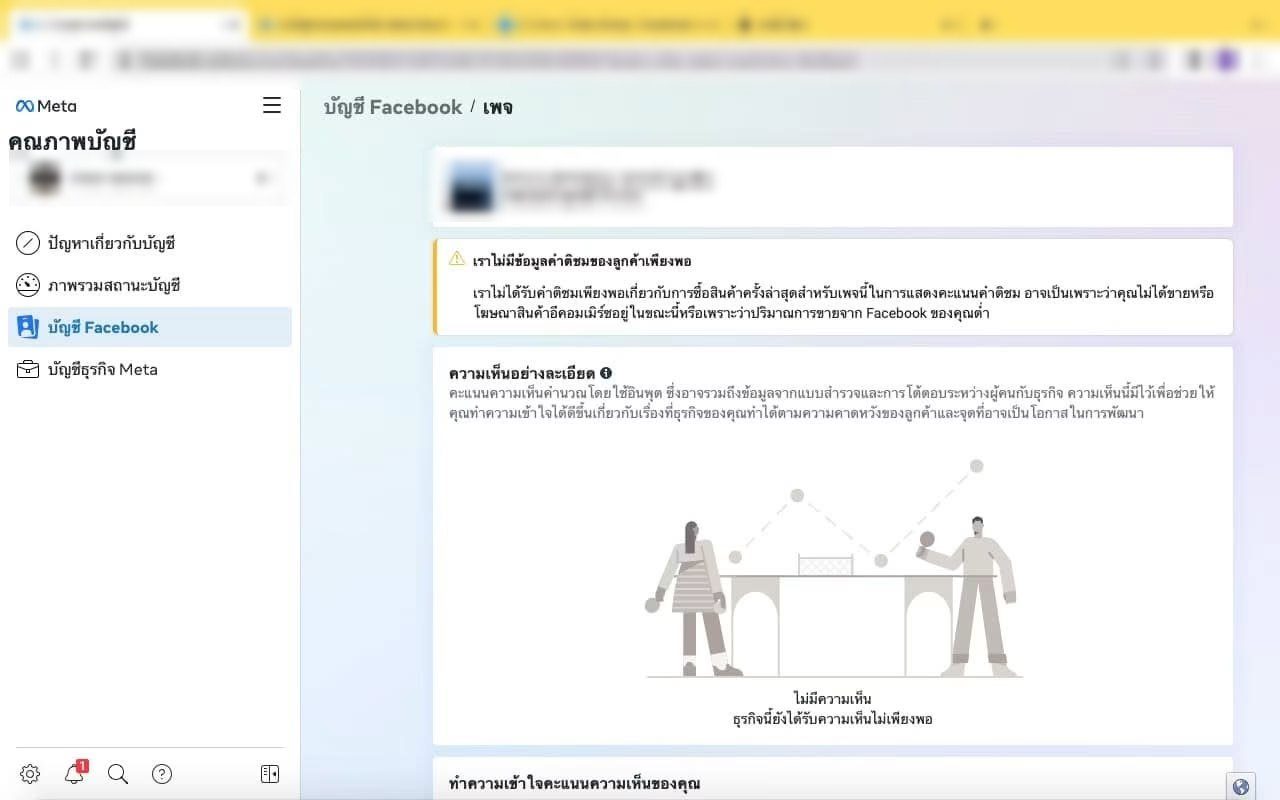 Meta
คุณภาพบัญชี
ปัญหาเกี่ยวกับบัญชี
ภาพรวมสถานะบัญชี
บัญชี Facebook
บัญชีธุรกิจ Meta
1
บัญชี Facebook / เพจ
เราไม่มีข้อมูลคำติชมของลูกค้าเพียงพอ
เราไม่ได้รับคำติชมเพียงพอเกี่ยวกับการซื้อสินค้าครั้งล่าสุดสำหรับเพจนี้ในการแสดงคะแนนคำติชม อาจเป็นเพราะว่าคุณไม่ได้ขายหรือ
โฆษณาสินค้าอีคอมเมิร์ซอยู่ในขณะนี้หรือเพราะว่าปริมาณการขายจาก Facebook ของคุณต่ำ
ความเห็นอย่างละเอียด
คะแนนความเห็นคำนวณโดยใช้อินพุต ซึ่งอาจรวมถึงข้อมูลจากแบบสำรวจและการโต้ตอบระหว่างผู้คนกับธุรกิจ ความเห็นนี้มีไว้เพื่อช่วยให้
คุณทำความเข้าใจได้ดีขึ้นเกี่ยวกับเรื่องที่ธุรกิจของคุณทำได้ตามความคาดหวังของลูกค้าและจุดที่อาจเป็นโอกาสในการพัฒนา
ไม่มีความเห็น
ธุรกิจนี้ยังได้รับความเห็นไม่เพียงพอ
ทำความเข้าใจคะแนนความเห็นของคุณ